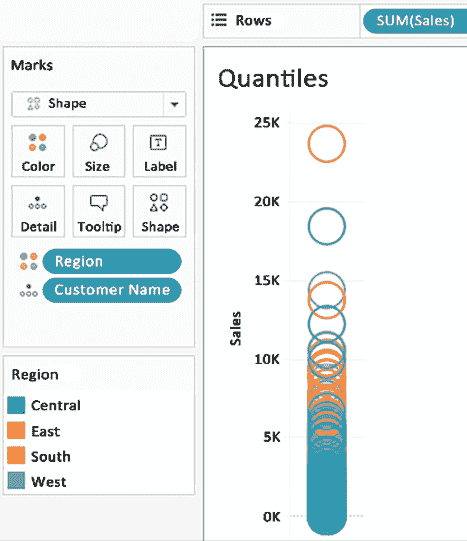 Rows SUM(Sales)
Marks
Shape
Color Size Label
T
Detail Tooltip Shape
Region
Customer Name
Region
Central
East
South
West
Quantiles
25K
20K
15K
10K
5K
0K
Sales